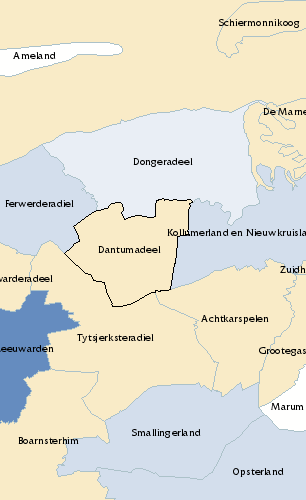 Schiermonnikoog
Ameland
De Marne
Dongeradeel
Ferwerderadiel
Kollumerland en Nieuwkruisla
Dantumadeel
Zuidh
warderadeel
Achtkarspelen
Tytsjerksteradiel
eeuwarden
Grootegas
Marum
Smallingerland
Boarnsterhim
Opsterland